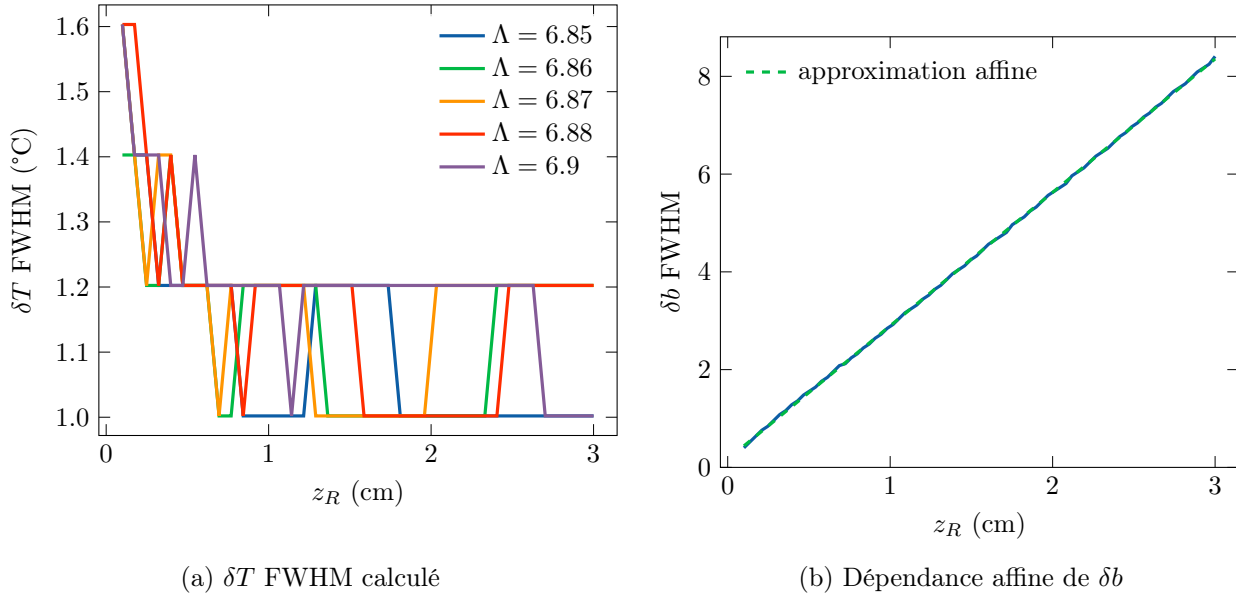 1.6
1.5
1.4
1.3
1.2
1.1
1.0
0
1
2
3
δT FWHM (°C)
z_R (cm)
Λ = 6.85
Λ = 6.86
Λ = 6.87
Λ = 6.88
Λ = 6.9
(a) δT FWHM calculé
8
6
4
2
0
0
1
2
3
δb FWHM
z_R (cm)
approximation affine
(b) Dépendance affine de δb